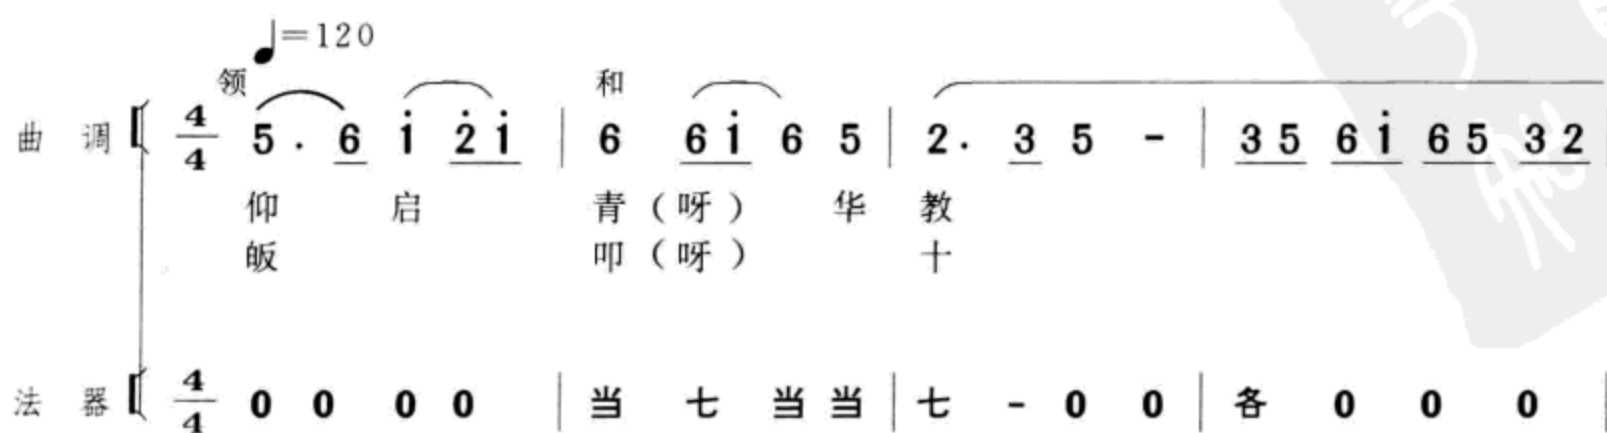 ♩=120
领 和
曲 调 4/4 5 . 6 i̇ 2̇ i̇ | 6 6 i̇ 6 5 | 2 . 3 5 - | 3 5 6 i̇ 6 5 3 2
仰 启 青(呀) 华 教
皈 叩(呀) 十
法 器 4/4 0 0 0 0 | 当 七 当 当 | 七 - 0 0 | 各 0 0 0